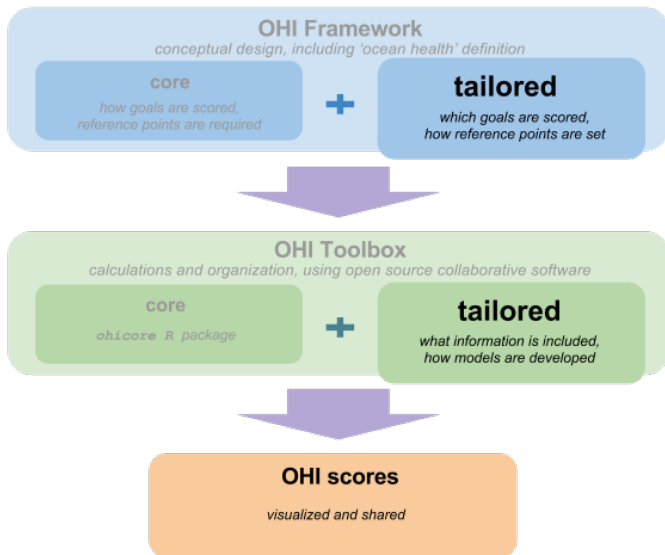 OHI Framework
conceptual design, including ‘ocean health’ definition
core
how goals are scored,
reference points are required
+
tailored
which goals are scored,
how reference points are set
OHI Toolbox
calculations and organization, using open source collaborative software
core
ohicore R package
+
tailored
what information is included,
how models are developed
OHI scores
visualized and shared